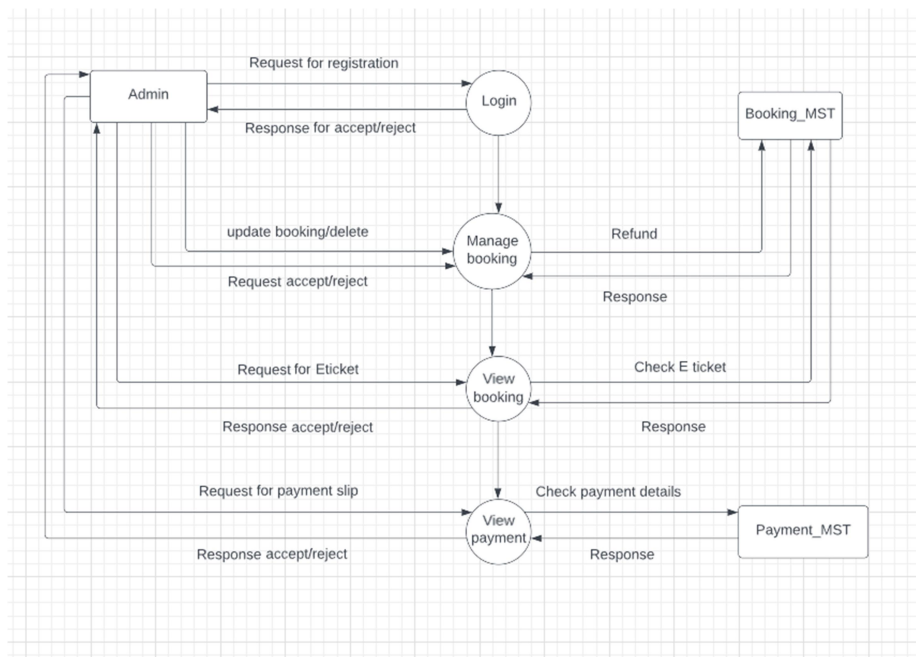 Request for registration
Admin
Login
Booking_MST
Response for accept/reject
update booking/delete
Manage
booking
Refund
Request accept/reject
Response
Request for Eticket
View
booking
Check E ticket
Response accept/reject
Response
Request for payment slip
Check payment details
View
payment
Payment_MST
Response accept/reject
Response